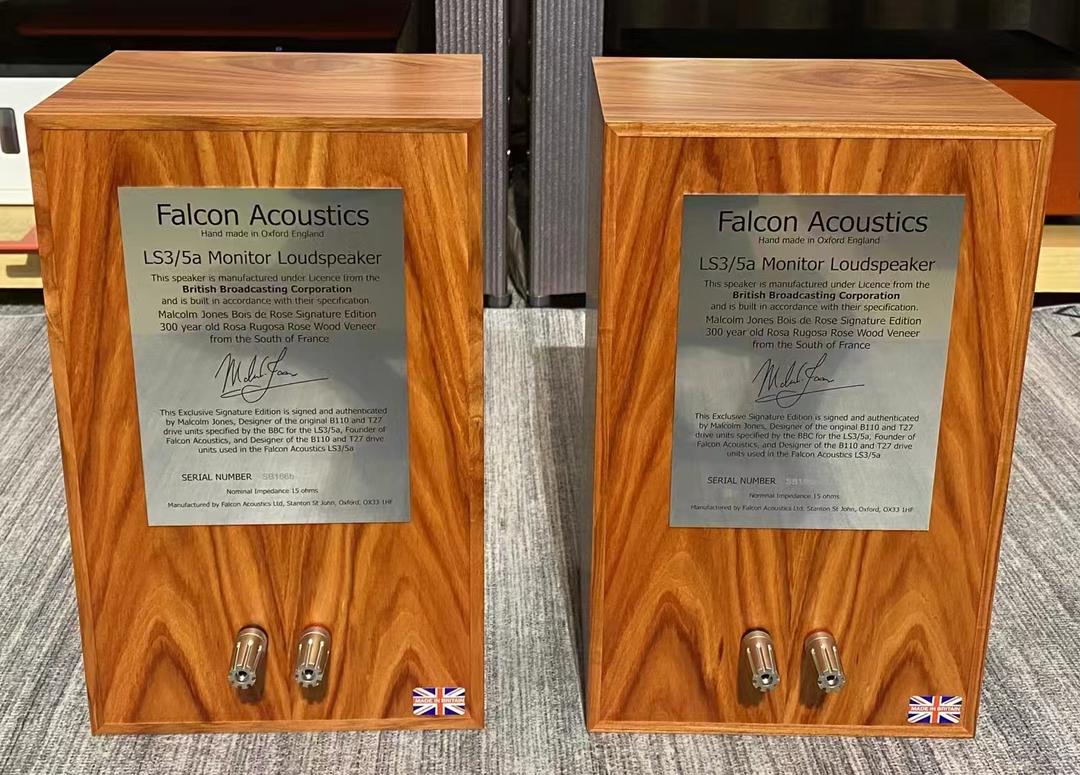 Falcon Acoustics
Hand made in Oxford England
LS3/5a Monitor Loudspeaker
This speaker is manufactured under Licence from the
British Broadcasting Corporation
and is built in accordance with their specification.
Malcolm Jones Bois de Rose Signature Edition
300 year old Rosa Rugosa Rose Wood Veneer
from the South of France
This Exclusive Signature Edition is signed and authenticated
by Malcolm Jones, Designer of the original B110 and T27
drive units specified by the BBC for the LS3/5a, Founder of
Falcon Acoustics, and Designer of the B110 and T27 drive
units used in the Falcon Acoustics LS3/5a
SERIAL NUMBER
Nominal Impedance 15 ohms
Manufactured by Falcon Acoustics Ltd, Stanton St John, Oxford, OX33 1HF
MADE IN BRITAIN
Falcon Acoustics
Hand made in Oxford England
LS3/5a Monitor Loudspeaker
This speaker is manufactured under Licence from the
British Broadcasting Corporation
and is built in accordance with their specification.
Malcolm Jones Bois de Rose Signature Edition
300 year old Rosa Rugosa Rose Wood Veneer
from the South of France
This Exclusive Signature Edition is signed and authenticated
by Malcolm Jones, Designer of the original B110 and T27
drive units specified by the BBC for the LS3/5a, Founder of
Falcon Acoustics, and Designer of the B110 and T27 drive
units used in the Falcon Acoustics LS3/5a
SERIAL NUMBER
Nominal Impedance 15 ohms
Manufactured by Falcon Acoustics Ltd, Stanton St John, Oxford, OX33 1HF
MADE IN BRITAIN